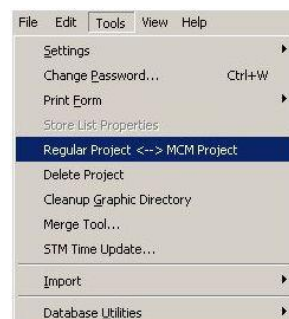 File Edit Tools View Help
Settings
Change Password... Ctrl+W
Print Form
Store List Properties
Regular Project <--> MCM Project
Delete Project
Cleanup Graphic Directory
Merge Tool...
STM Time Update...
Import
Database Utilities